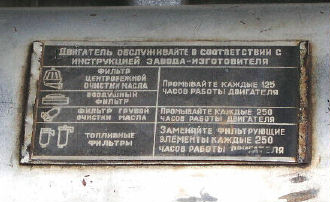 ДВИГАТЕЛЬ ОБСЛУЖИВАЙТЕ В СООТВЕТСТВИИ С
ИНСТРУКЦИЕЙ ЗАВОДА-ИЗГОТОВИТЕЛЯ
ФИЛЬТР
ЦЕНТРОБЕЖНОЙ
ОЧИСТКИ МАСЛА
ВОЗДУШНЫЙ
ФИЛЬТР
ПРОМЫВАЙТЕ КАЖДЫЕ 125
ЧАСОВ РАБОТЫ ДВИГАТЕЛЯ
ФИЛЬТР ГРУБОЙ
ОЧИСТКИ МАСЛА
ПРОМЫВАЙТЕ КАЖДЫЕ 250
ЧАСОВ РАБОТЫ ДВИГАТЕЛЯ
ТОПЛИВНЫЕ
ФИЛЬТРЫ
ЗАМЕНЯЙТЕ ФИЛЬТРУЮЩИЕ
ЭЛЕМЕНТЫ КАЖДЫЕ 250
ЧАСОВ РАБОТЫ ДВИГАТЕЛЯ